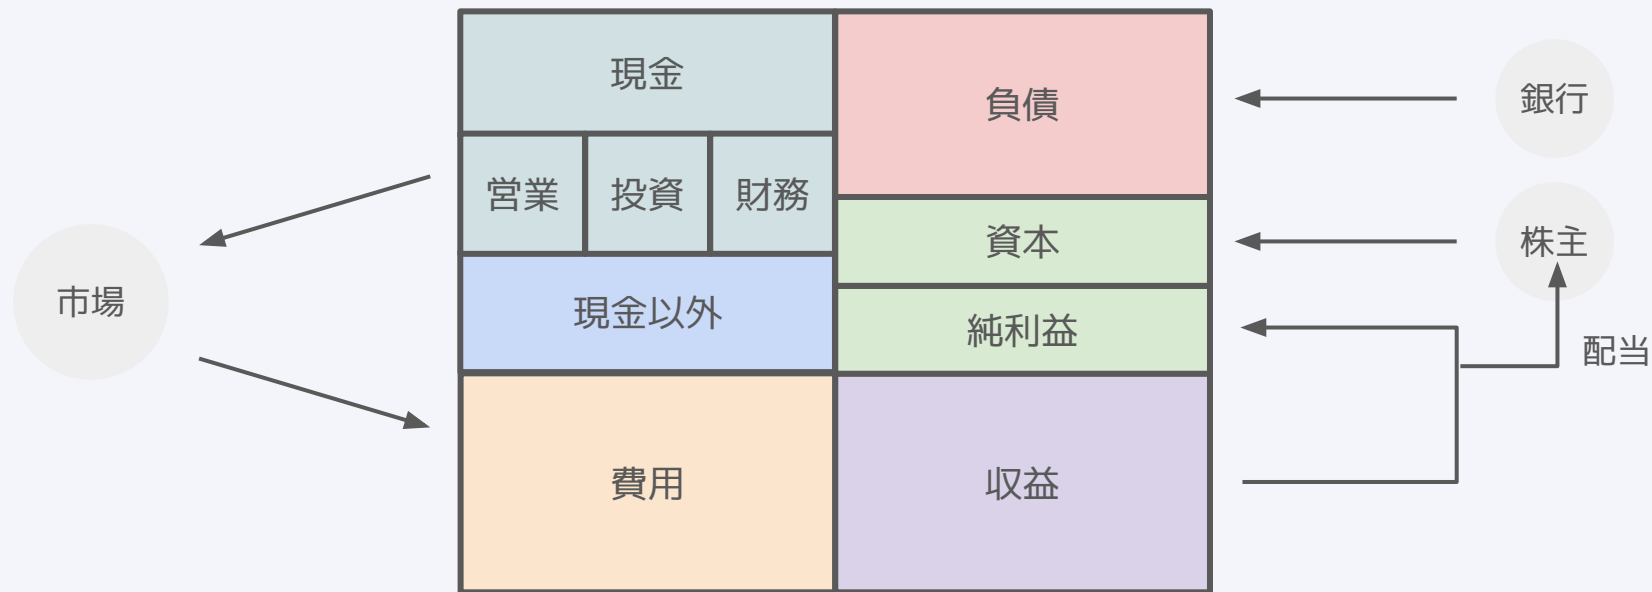 現金
負債
銀行
営業
投資
財務
資本
株主
市場
現金以外
純利益
配当
費用
収益